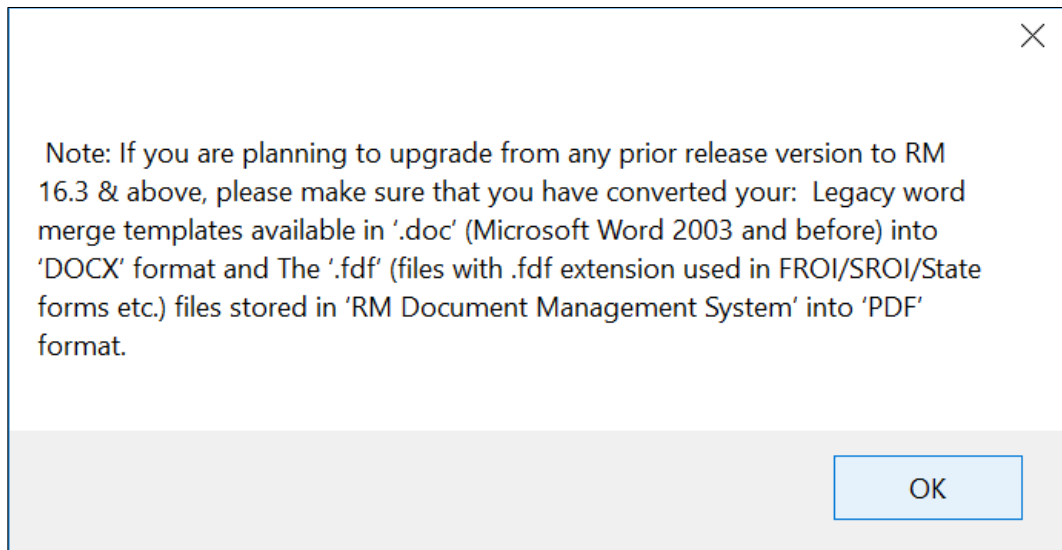 Note: If you are planning to upgrade from any prior release version to RM
16.3 & above, please make sure that you have converted your:  Legacy word
merge templates available in ‘.doc’ (Microsoft Word 2003 and before) into
‘DOCX’ format and The ‘.fdf’ (files with .fdf extension used in FROI/SROI/State
forms etc.) files stored in ‘RM Document Management System’ into ‘PDF’
format.
OK